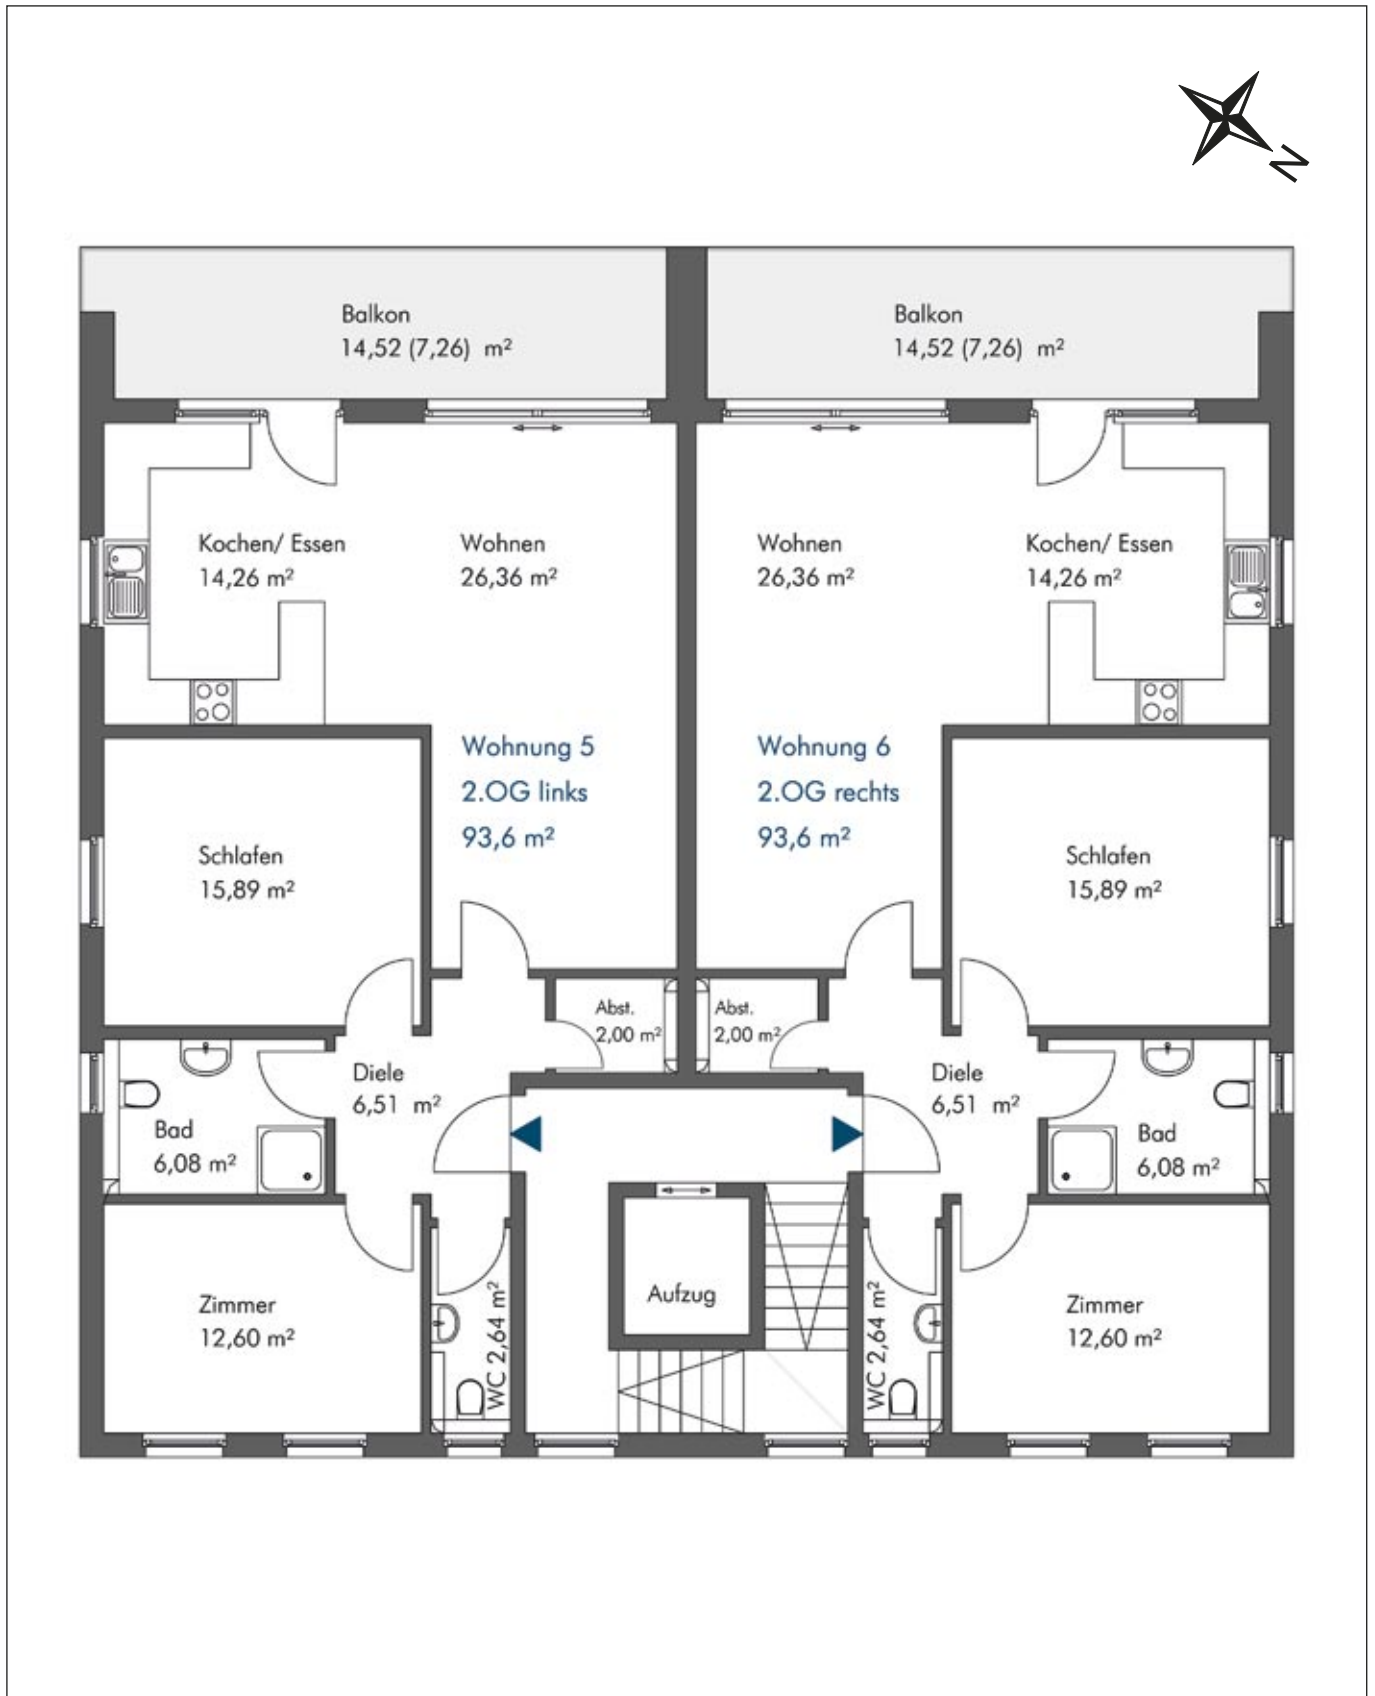 N
Balkon
14,52 (7,26) m²
Balkon
14,52 (7,26) m²
Kochen/ Essen
14,26 m²
Wohnen
26,36 m²
Wohnen
26,36 m²
Kochen/ Essen
14,26 m²
Wohnung 5
2.OG links
93,6 m²
Wohnung 6
2.OG rechts
93,6 m²
Schlafen
15,89 m²
Schlafen
15,89 m²
Abst.
2,00 m²
Abst.
2,00 m²
Diele
6,51 m²
Diele
6,51 m²
Bad
6,08 m²
Bad
6,08 m²
Zimmer
12,60 m²
WC 2,64 m²
Aufzug
WC 2,64 m²
Zimmer
12,60 m²